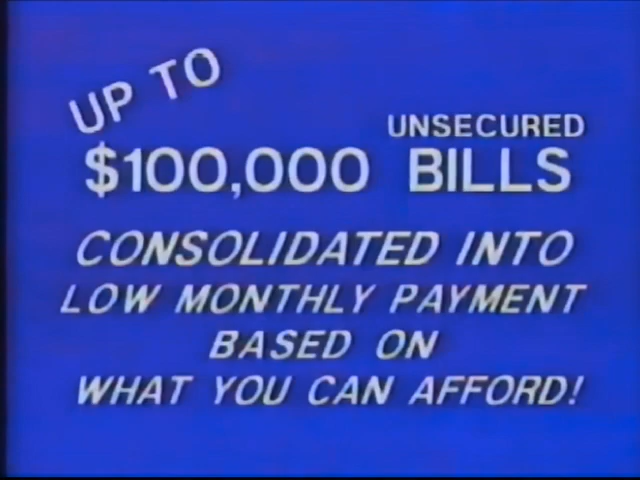 UP TO
UNSECURED
$100,000 BILLS
CONSOLIDATED INTO
LOW MONTHLY PAYMENT
BASED ON
WHAT YOU CAN AFFORD!